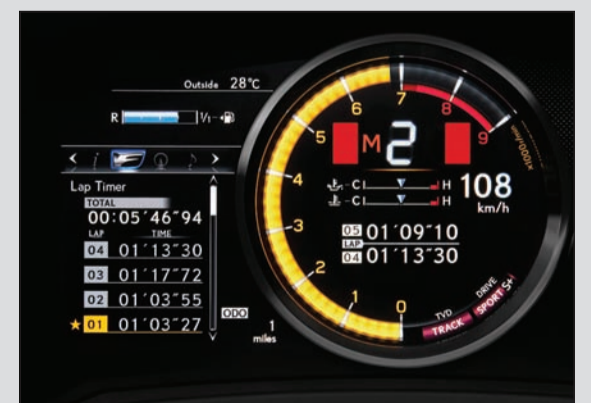 Outside 28°C
R 1/1
< i >
Lap Timer
TOTAL
00:05´46˝94
LAP TIME
04 01´13˝30
03 01´17˝72
02 01´03˝55
01 01´03˝27
ODO
1
miles
0 1 2 3 4 5 6 7 8 9
×1000r/min
M 2
C H
C H
108
km/h
05 01´09˝10
LAP
04 01´13˝30
TVD
TRACK
DRIVE
SPORT S+